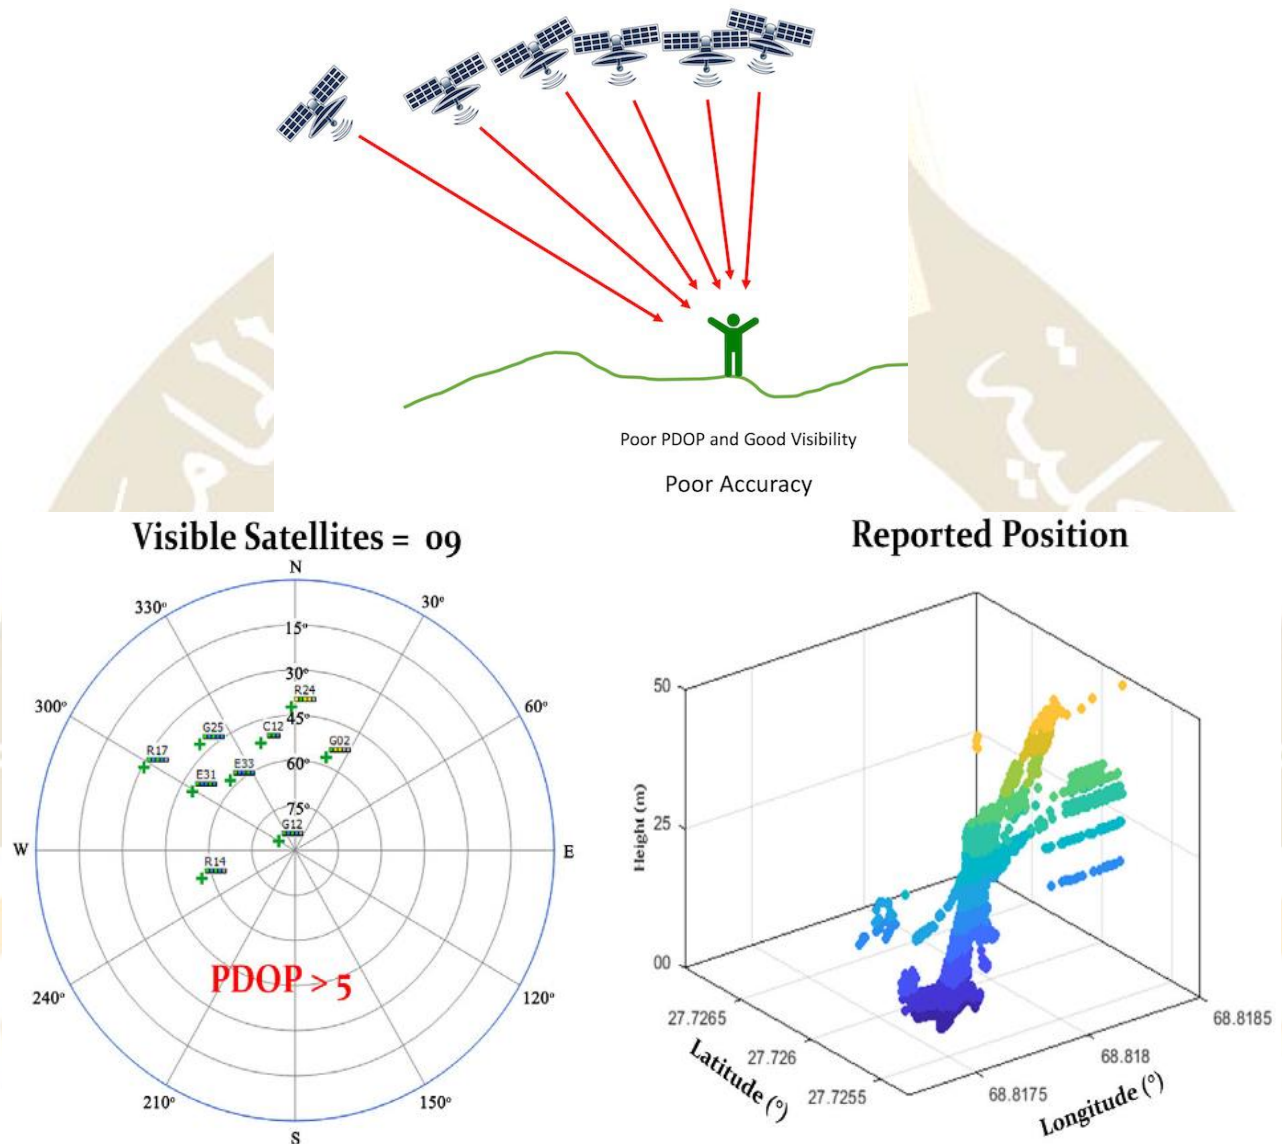 Poor PDOP and Good Visibility
Poor Accuracy
Visible Satellites = 09
N
330°
30°
15°
30°
R24
300°
60°
45°
G25
C12
G02
R17
60°
E33
E31
75°
G12
W
E
R14
PDOP > 5
240°
120°
210°
150°
S
Reported Position
50
25
00
Height (m)
27.7265
27.726
27.7255
Latitude (°)
68.8185
68.818
68.8175
Longitude (°)